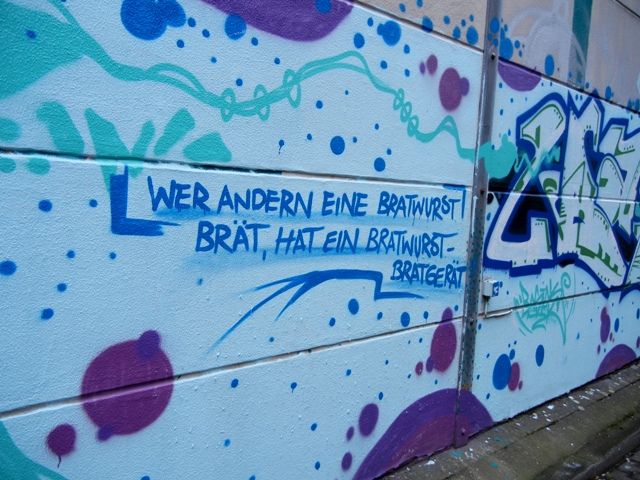 WER ANDERN EINE BRATWURST
BRÄT, HAT EIN BRATWURST-
BRATGERÄT